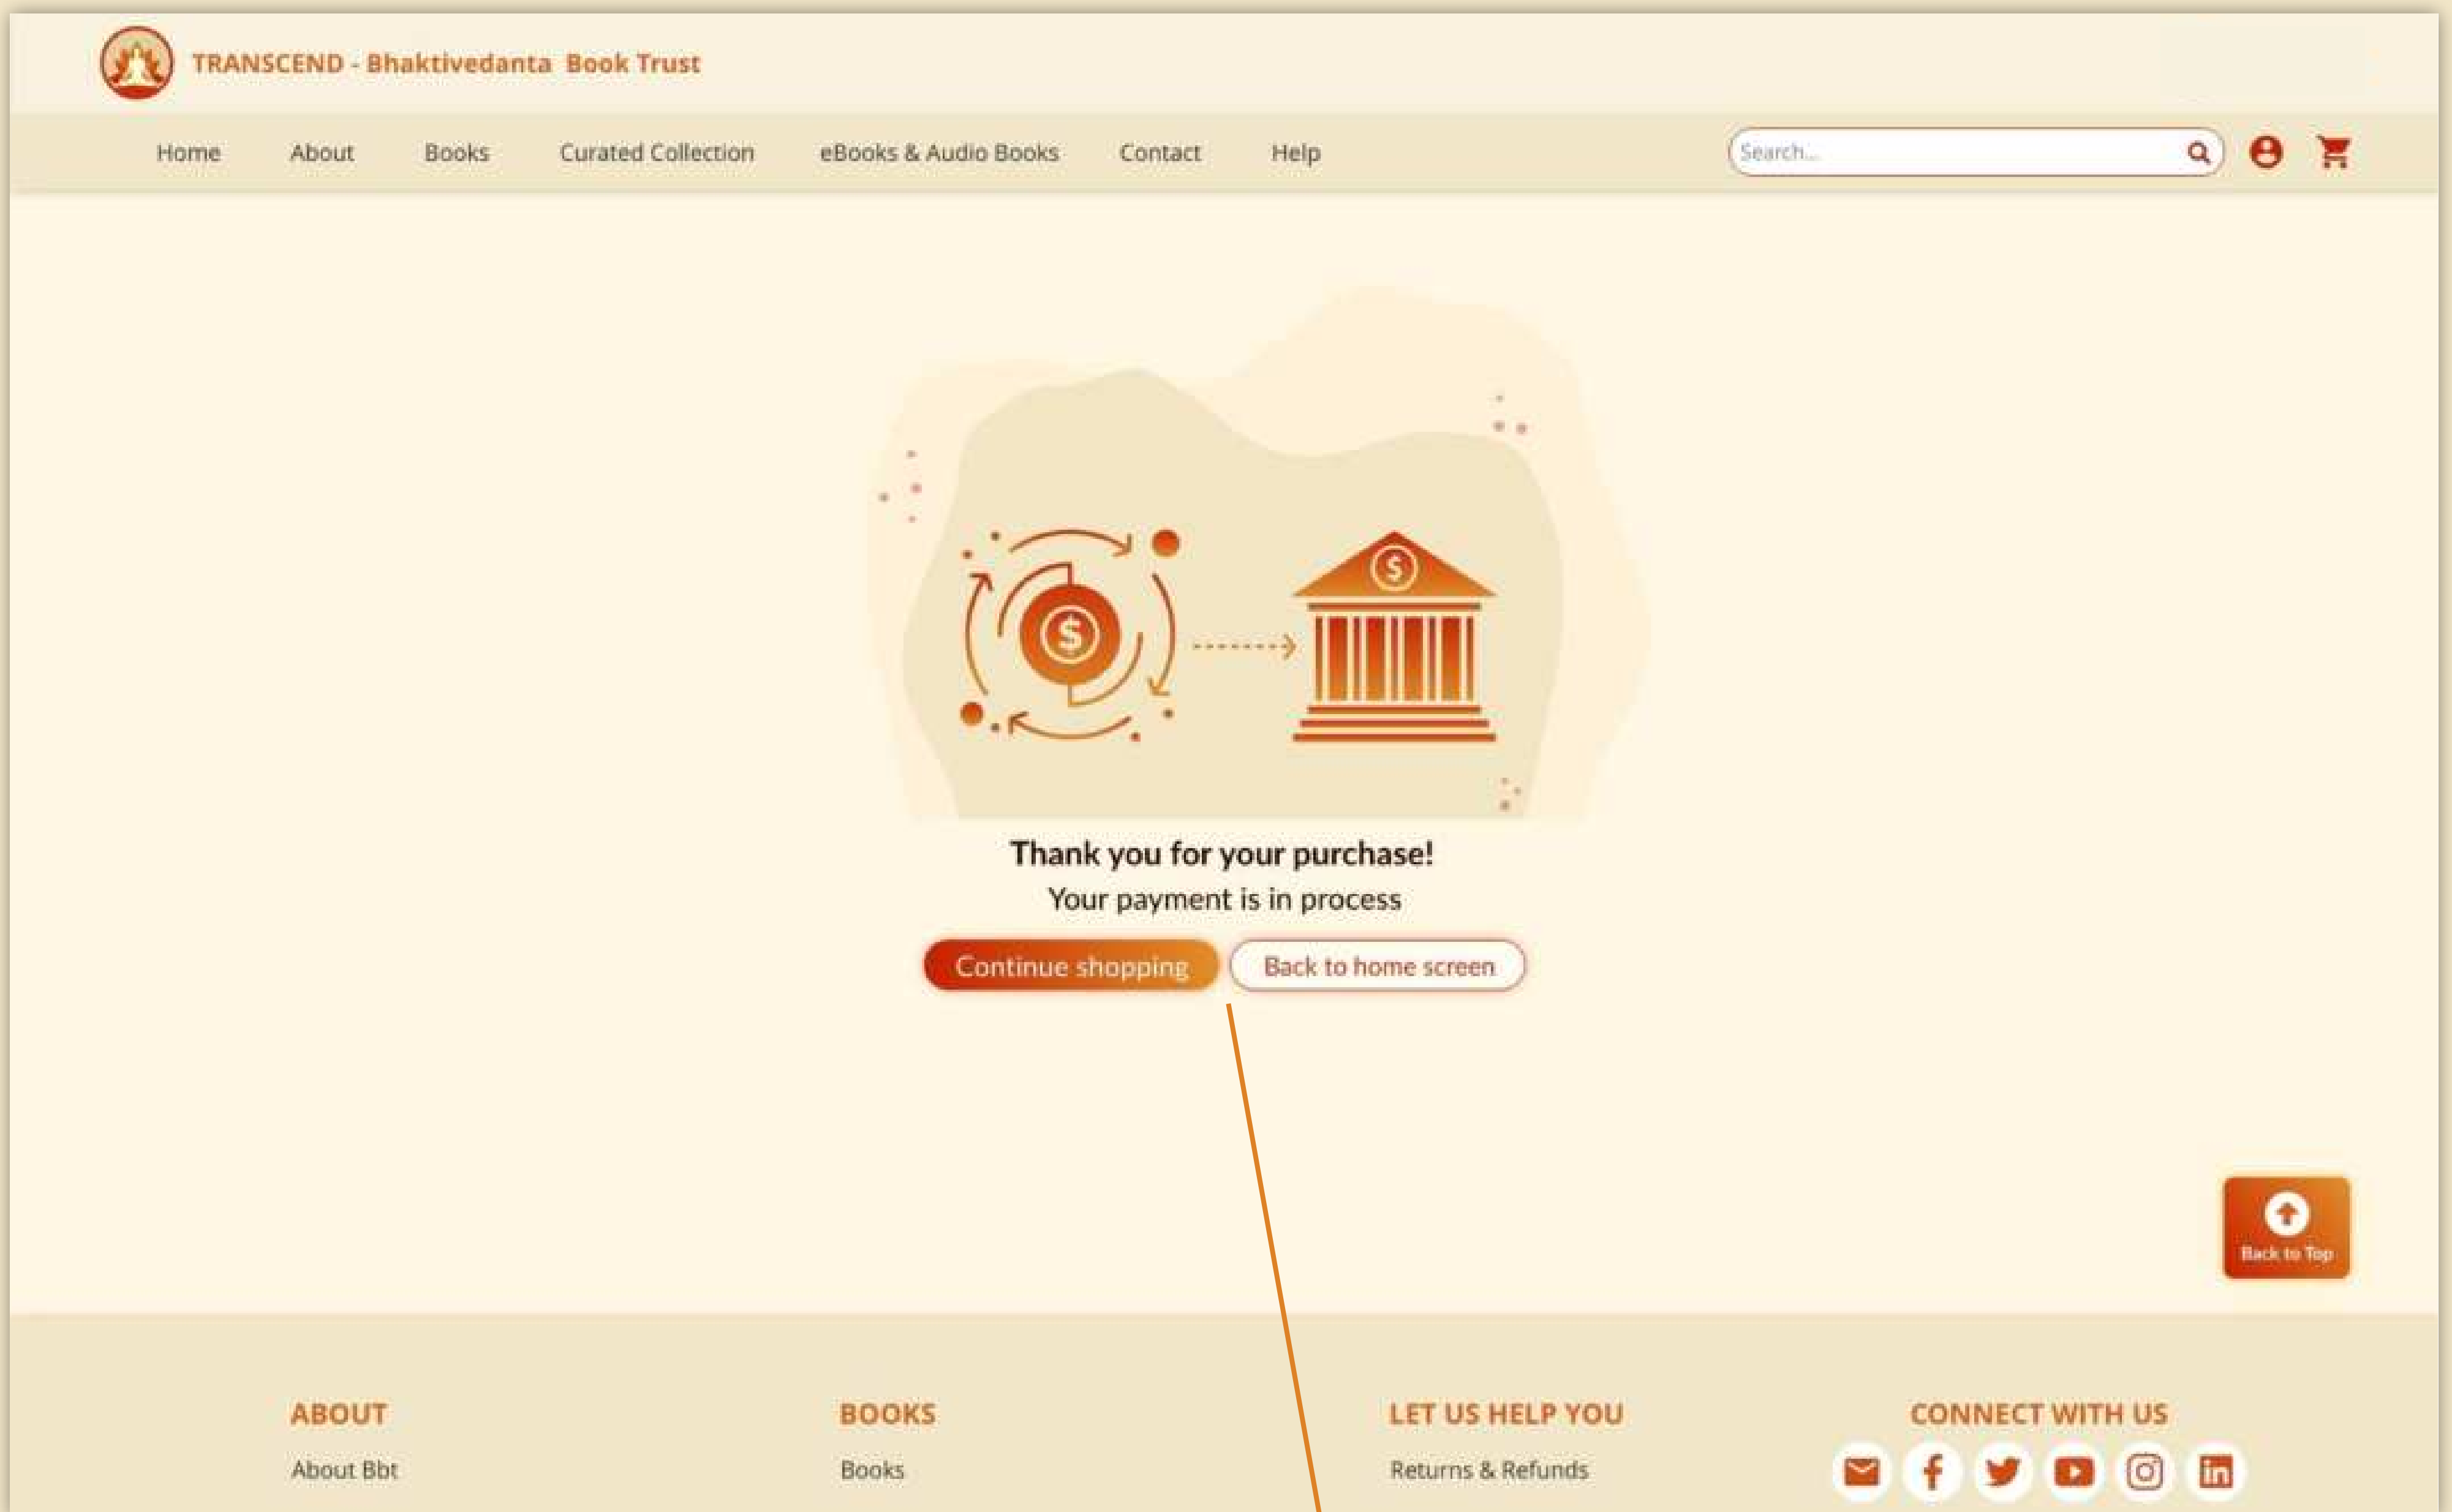 TRANSCEND - Bhaktivedanta Book Trust
Home About Books Curated Collection eBooks & Audio Books Contact Help Search...
$ $
Thank you for your purchase!
Your payment is in process
Continue shopping Back to home screen
Back to Top
ABOUT BOOKS LET US HELP YOU CONNECT WITH US
About Bbt Books Returns & Refunds